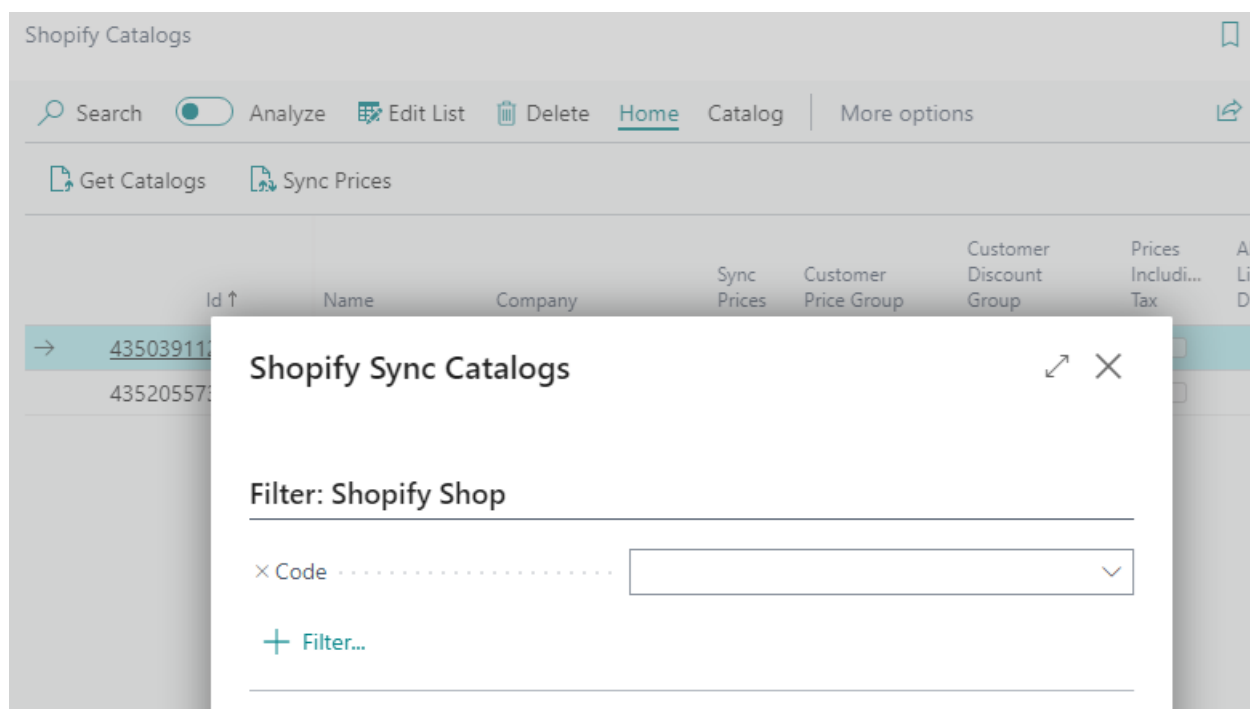 Shopify Catalogs
Search Analyze Edit List Delete Home Catalog More options
Get Catalogs Sync Prices
Customer Prices
Sync Customer Discount Includi...
Id ↑ Name Company Prices Price Group Group Tax
Shopify Sync Catalogs
Filter: Shopify Shop
× Code
+ Filter...